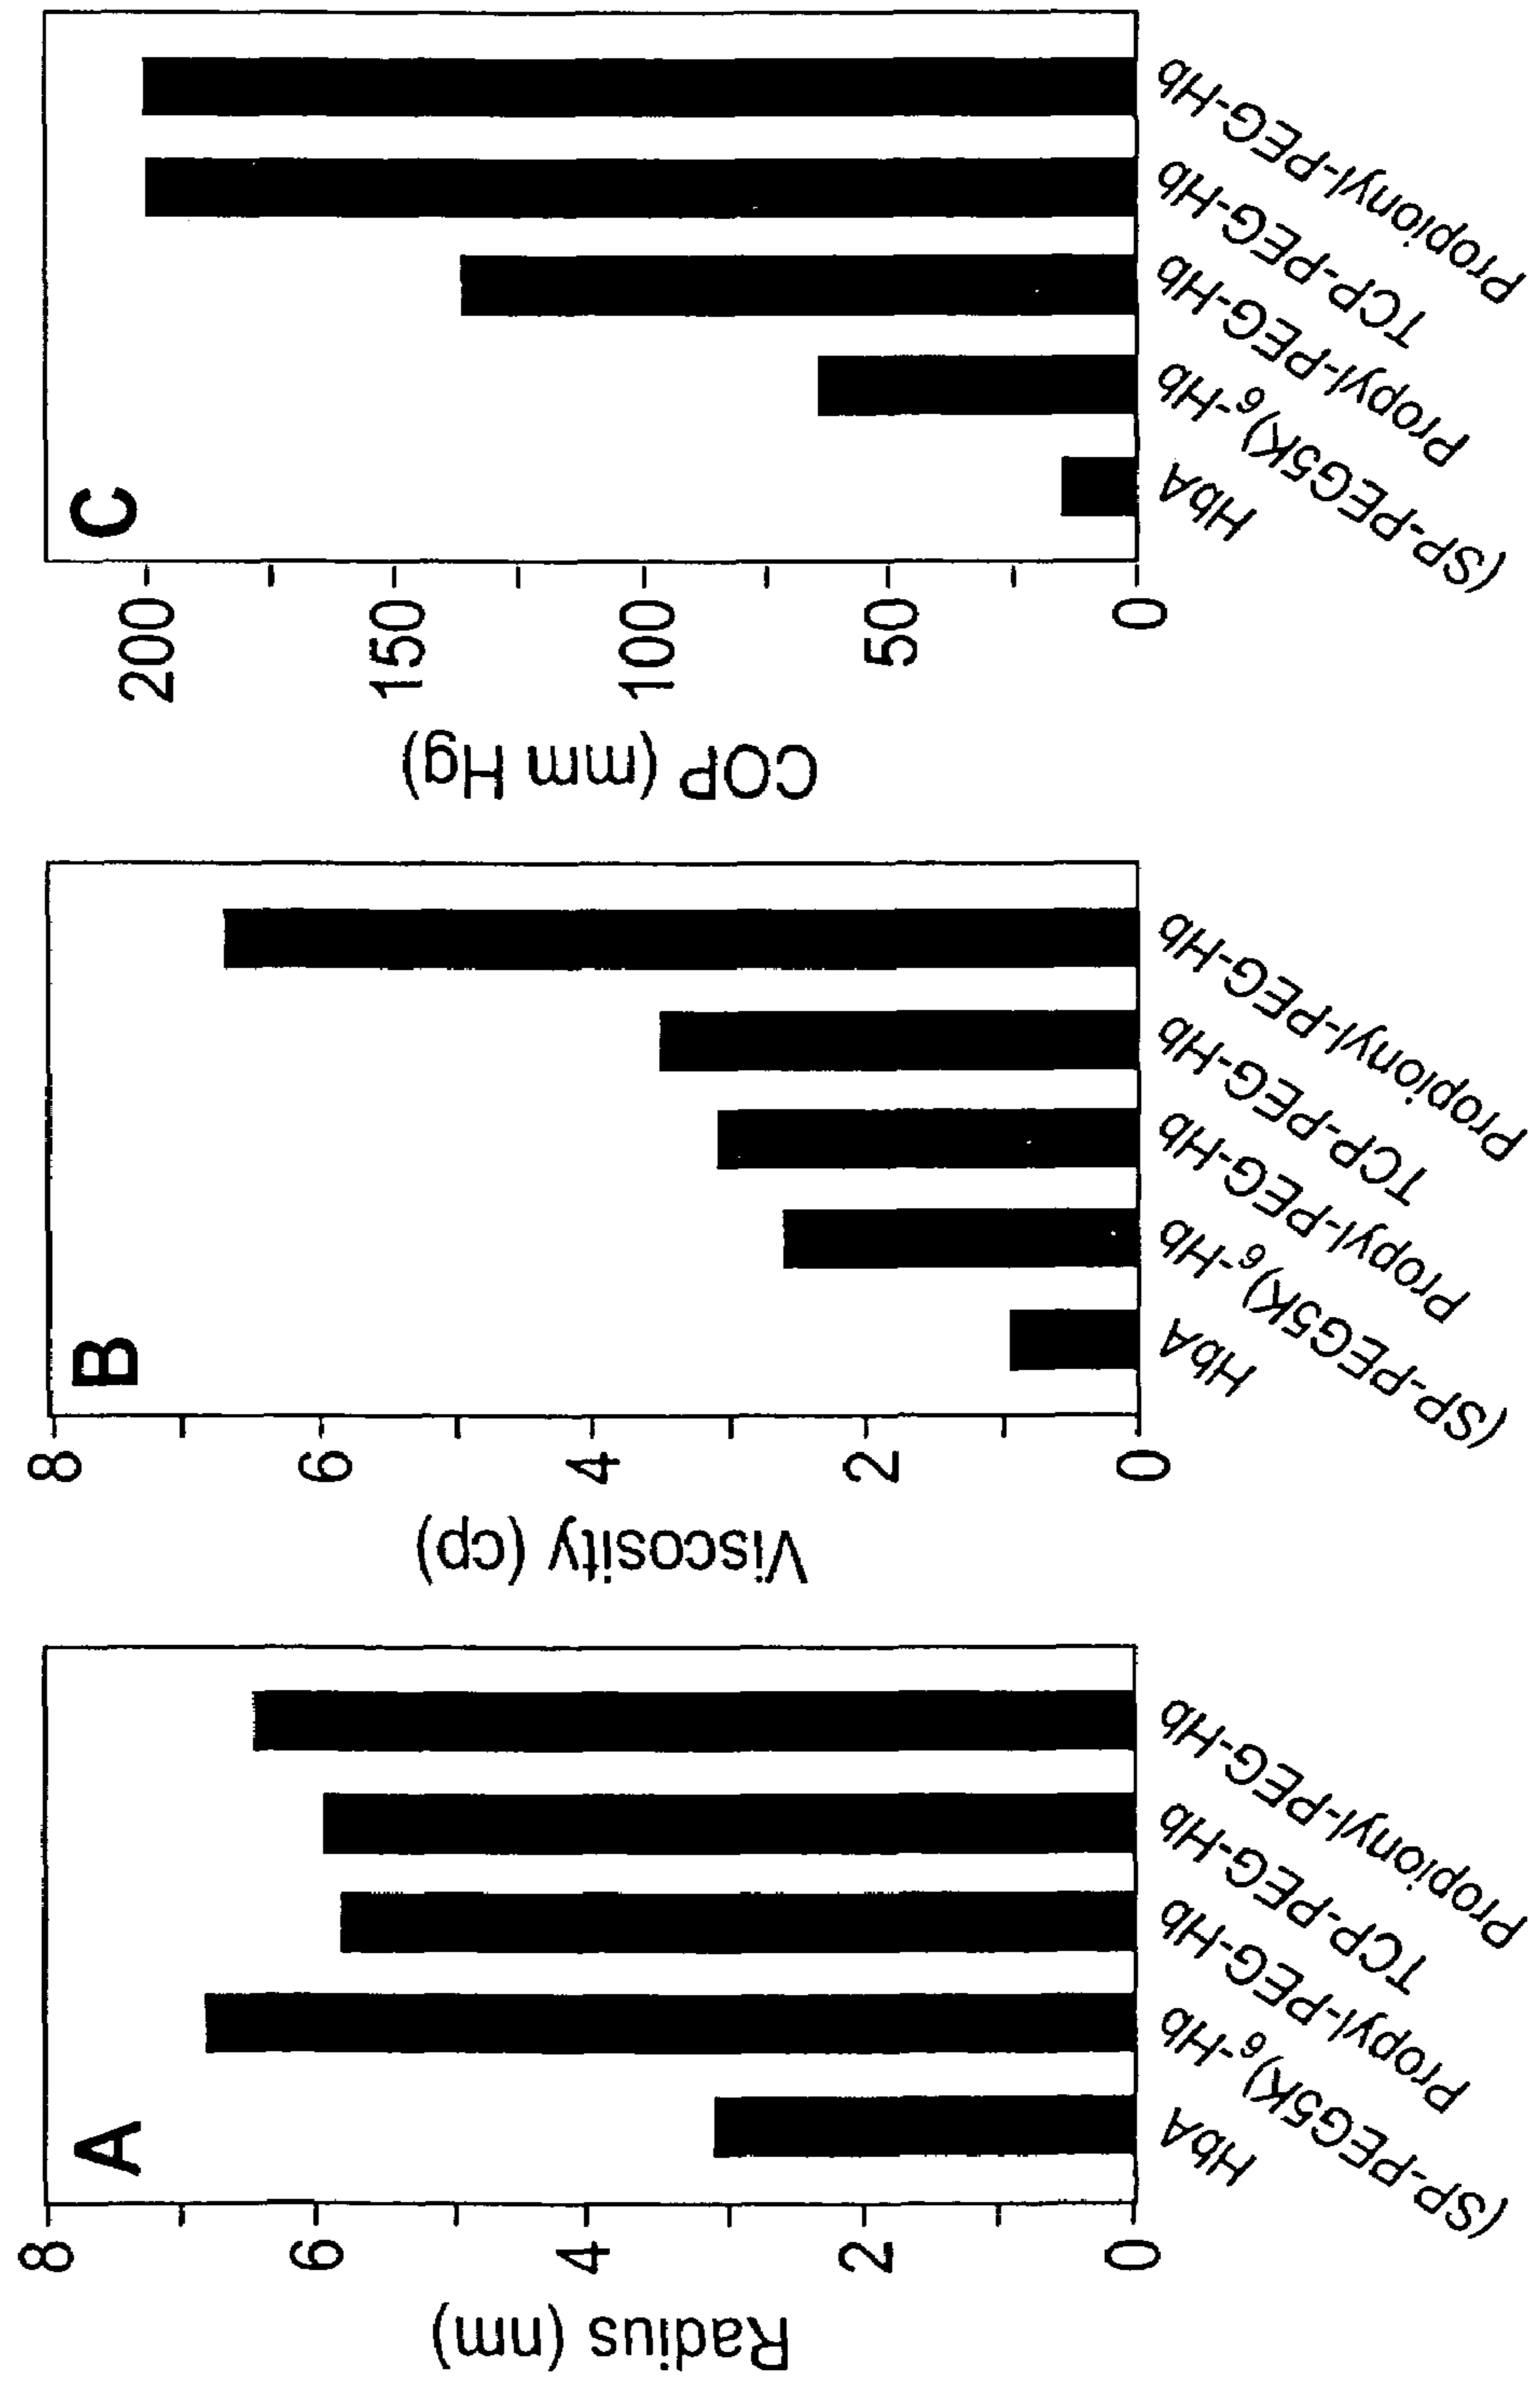 A
Radius (nm)
8
6
4
2
0
HbA
(SP-PEG5K)6-Hb
Propyl-PEG-Hb
TCP-PEG-Hb
Propionyl-PEG-Hb
B
Viscosity (cp)
8
6
4
2
0
HbA
(SP-PEG5K)6-Hb
Propyl-PEG-Hb
TCP-PEG-Hb
Propionyl-PEG-Hb
C
COP (mm Hg)
200
150
100
50
0
HbA
(SP-PEG5K)6-Hb
Propyl-PEG-Hb
TCP-PEG-Hb
Propionyl-PEG-Hb